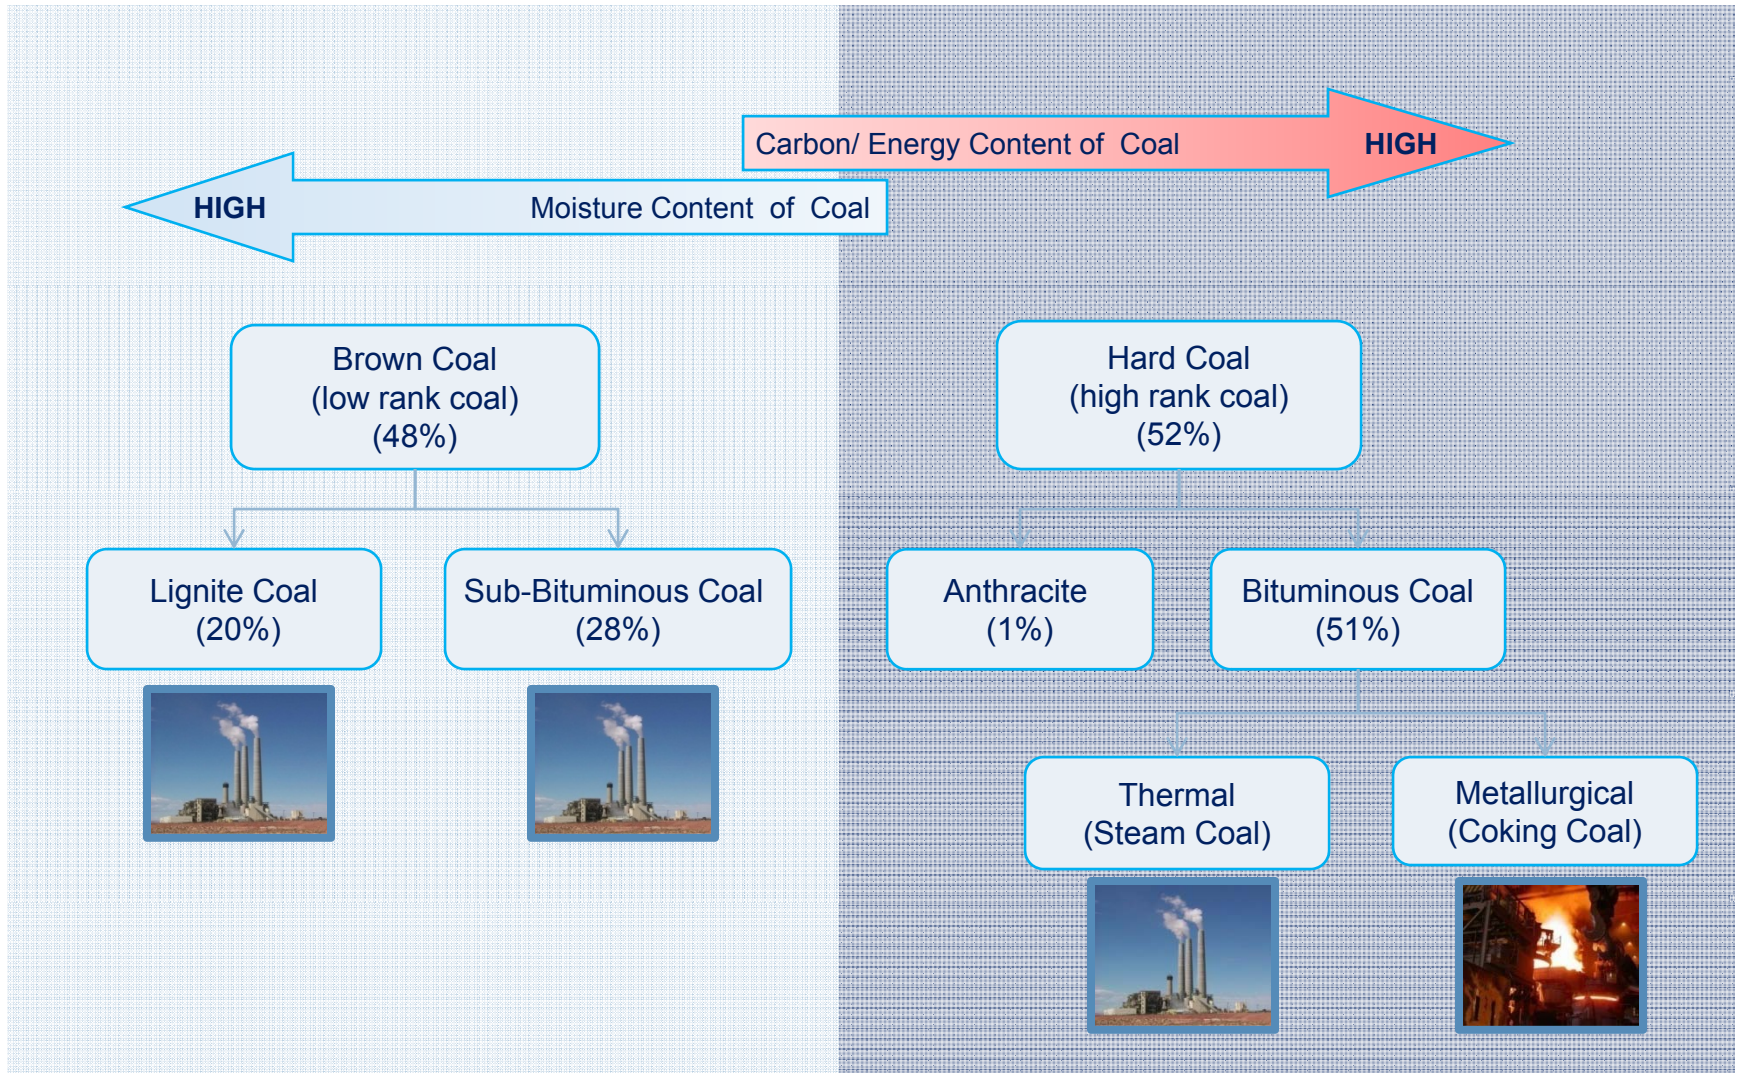 Carbon/ Energy Content of  Coal HIGH
HIGH Moisture Content  of  Coal
Brown Coal
(low rank coal)
(48%)
Hard Coal
(high rank coal)
(52%)
Lignite Coal
(20%)
Sub-Bituminous Coal
(28%)
Anthracite
(1%)
Bituminous Coal
(51%)
Thermal
(Steam Coal)
Metallurgical
(Coking Coal)